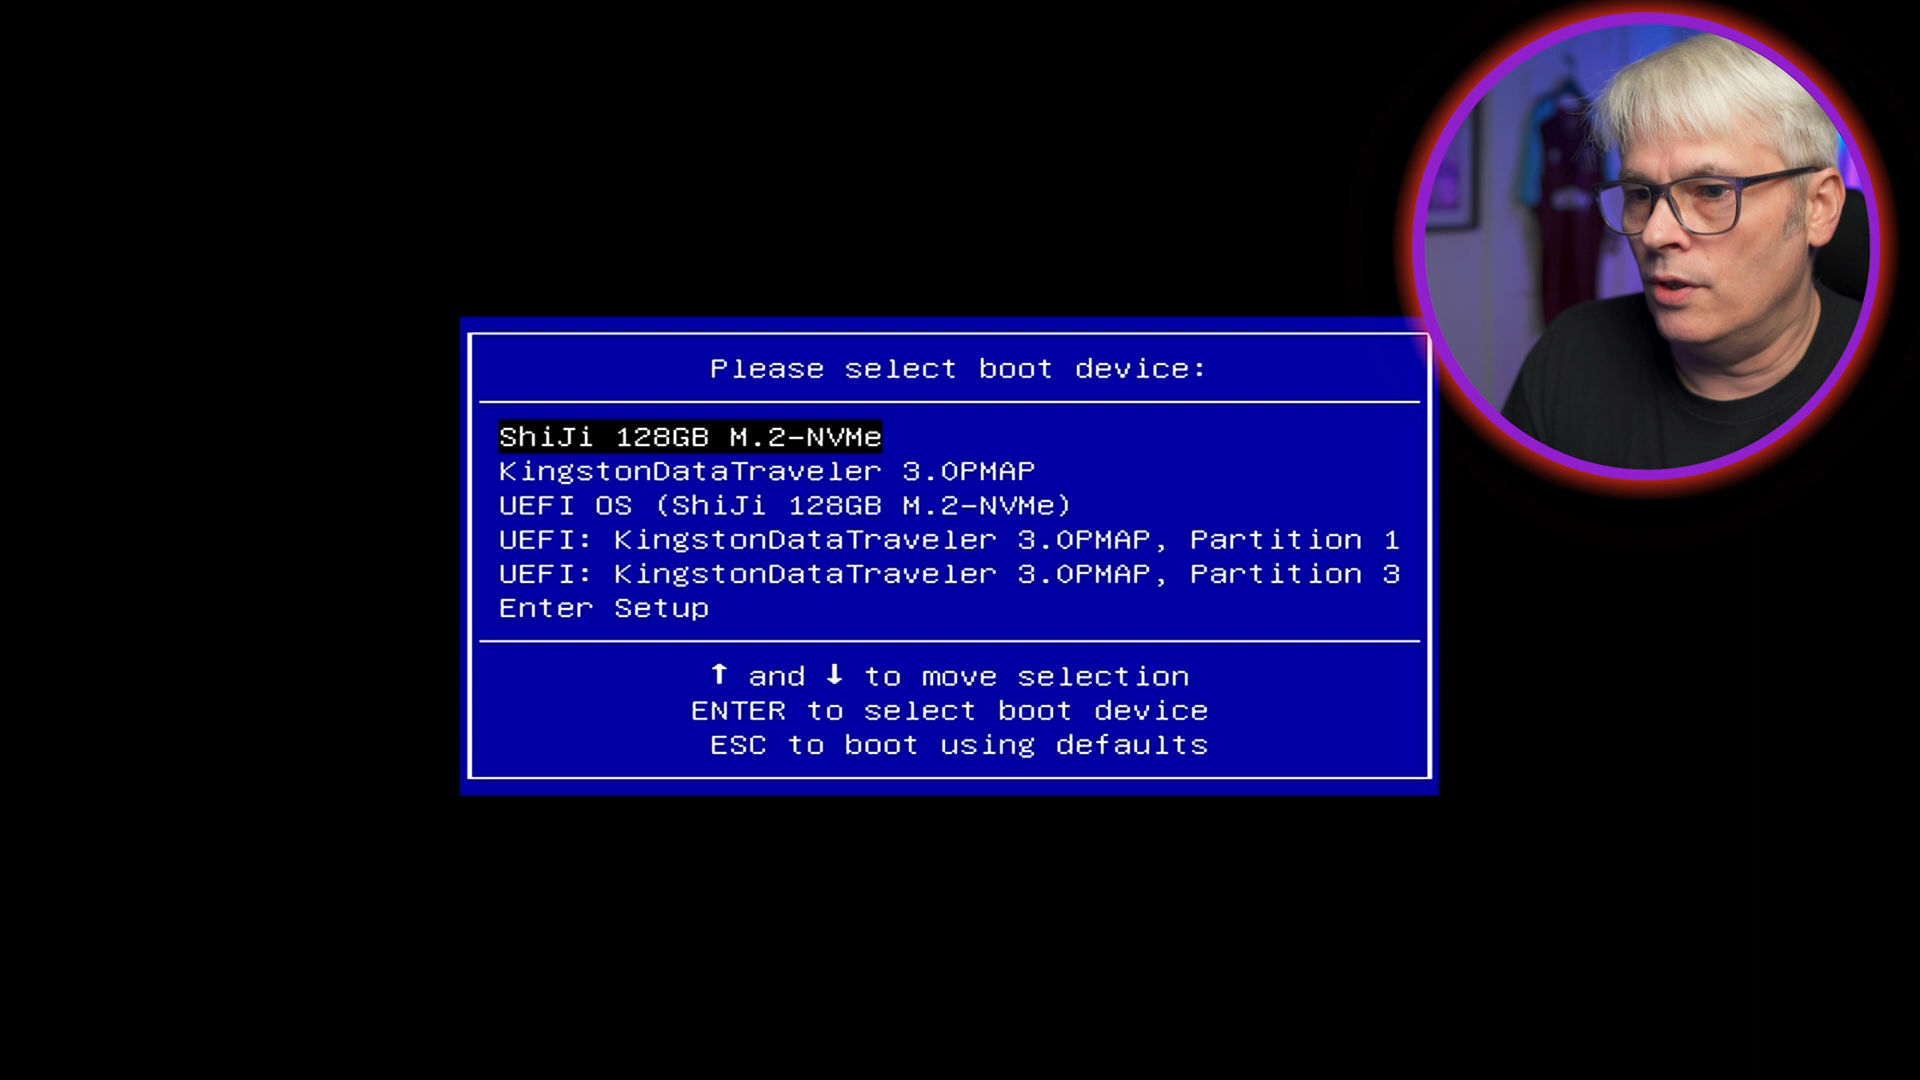 Please select boot device:
ShiJi 128GB M.2-NVMe
KingstonDataTraveler 3.0PMAP
UEFI OS (ShiJi 128GB M.2-NVMe)
UEFI: KingstonDataTraveler 3.0PMAP, Partition 1
UEFI: KingstonDataTraveler 3.0PMAP, Partition 3
Enter Setup
↑ and ↓ to move selection
ENTER to select boot device
ESC to boot using defaults